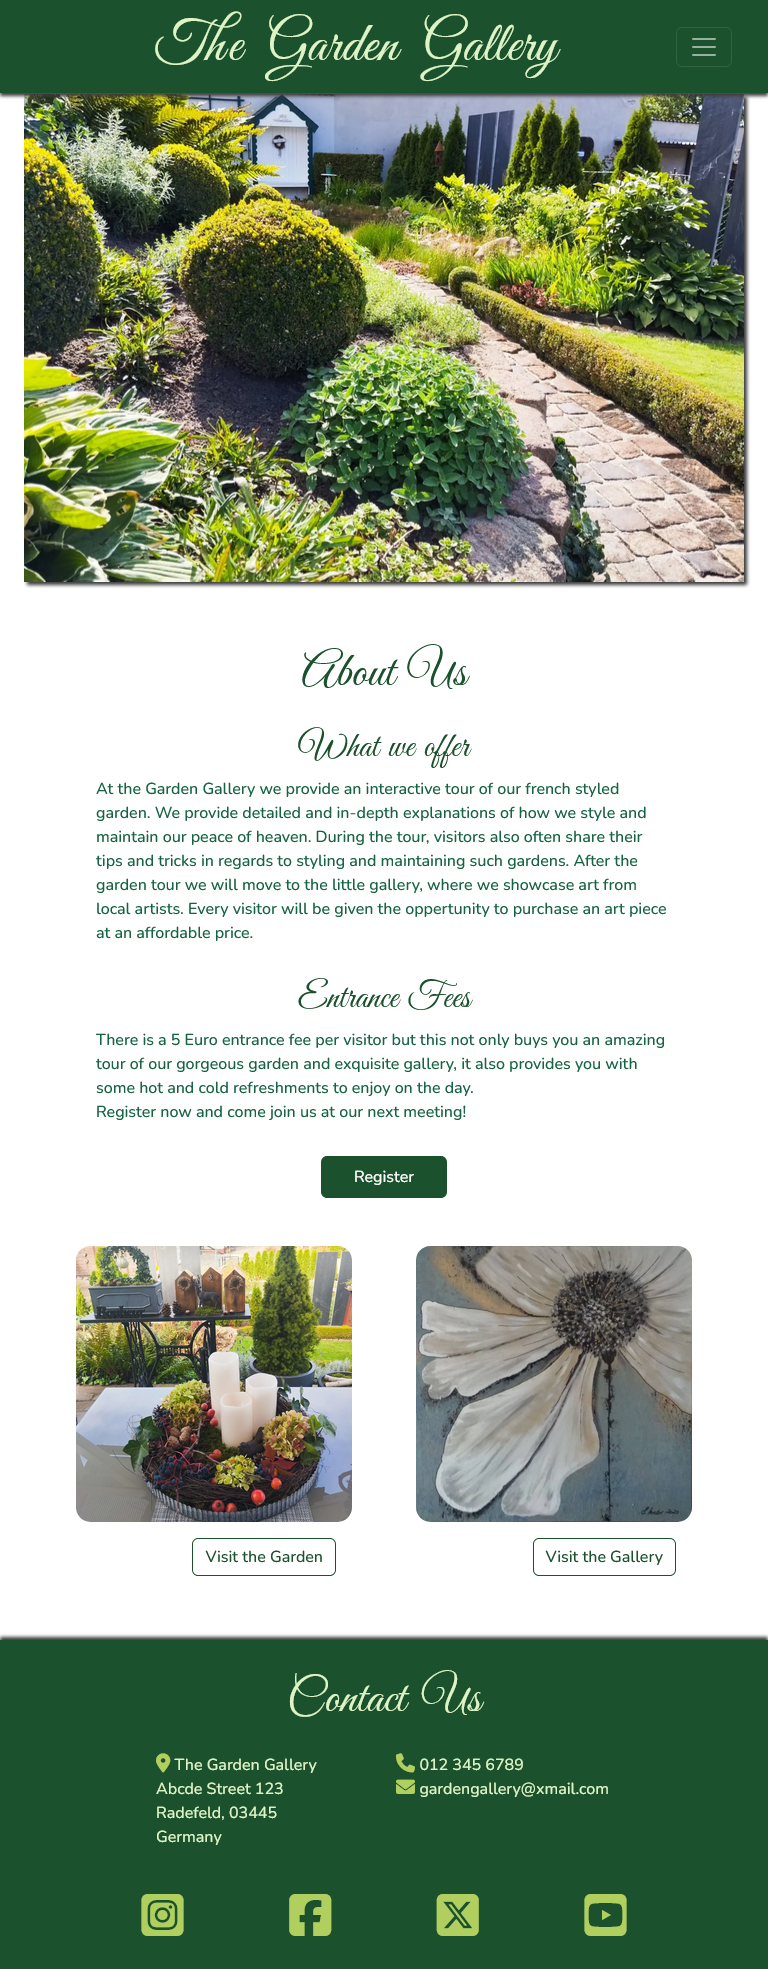 The Garden Gallery
About Us
What we offer
At the Garden Gallery we provide an interactive tour of our french styled
garden. We provide detailed and in-depth explanations of how we style and
maintain our peace of heaven. During the tour, visitors also often share their
tips and tricks in regards to styling and maintaining such gardens. After the
garden tour we will move to the little gallery, where we showcase art from
local artists. Every visitor will be given the oppertunity to purchase an art piece
at an affordable price.
Entrance Fees
There is a 5 Euro entrance fee per visitor but this not only buys you an amazing
tour of our gorgeous garden and exquisite gallery, it also provides you with
some hot and cold refreshments to enjoy on the day.
Register now and come join us at our next meeting!
Register
Visit the Garden
Visit the Gallery
Contact Us
The Garden Gallery
Abcde Street 123
Radefeld, 03445
Germany
012 345 6789
gardengallery@xmail.com